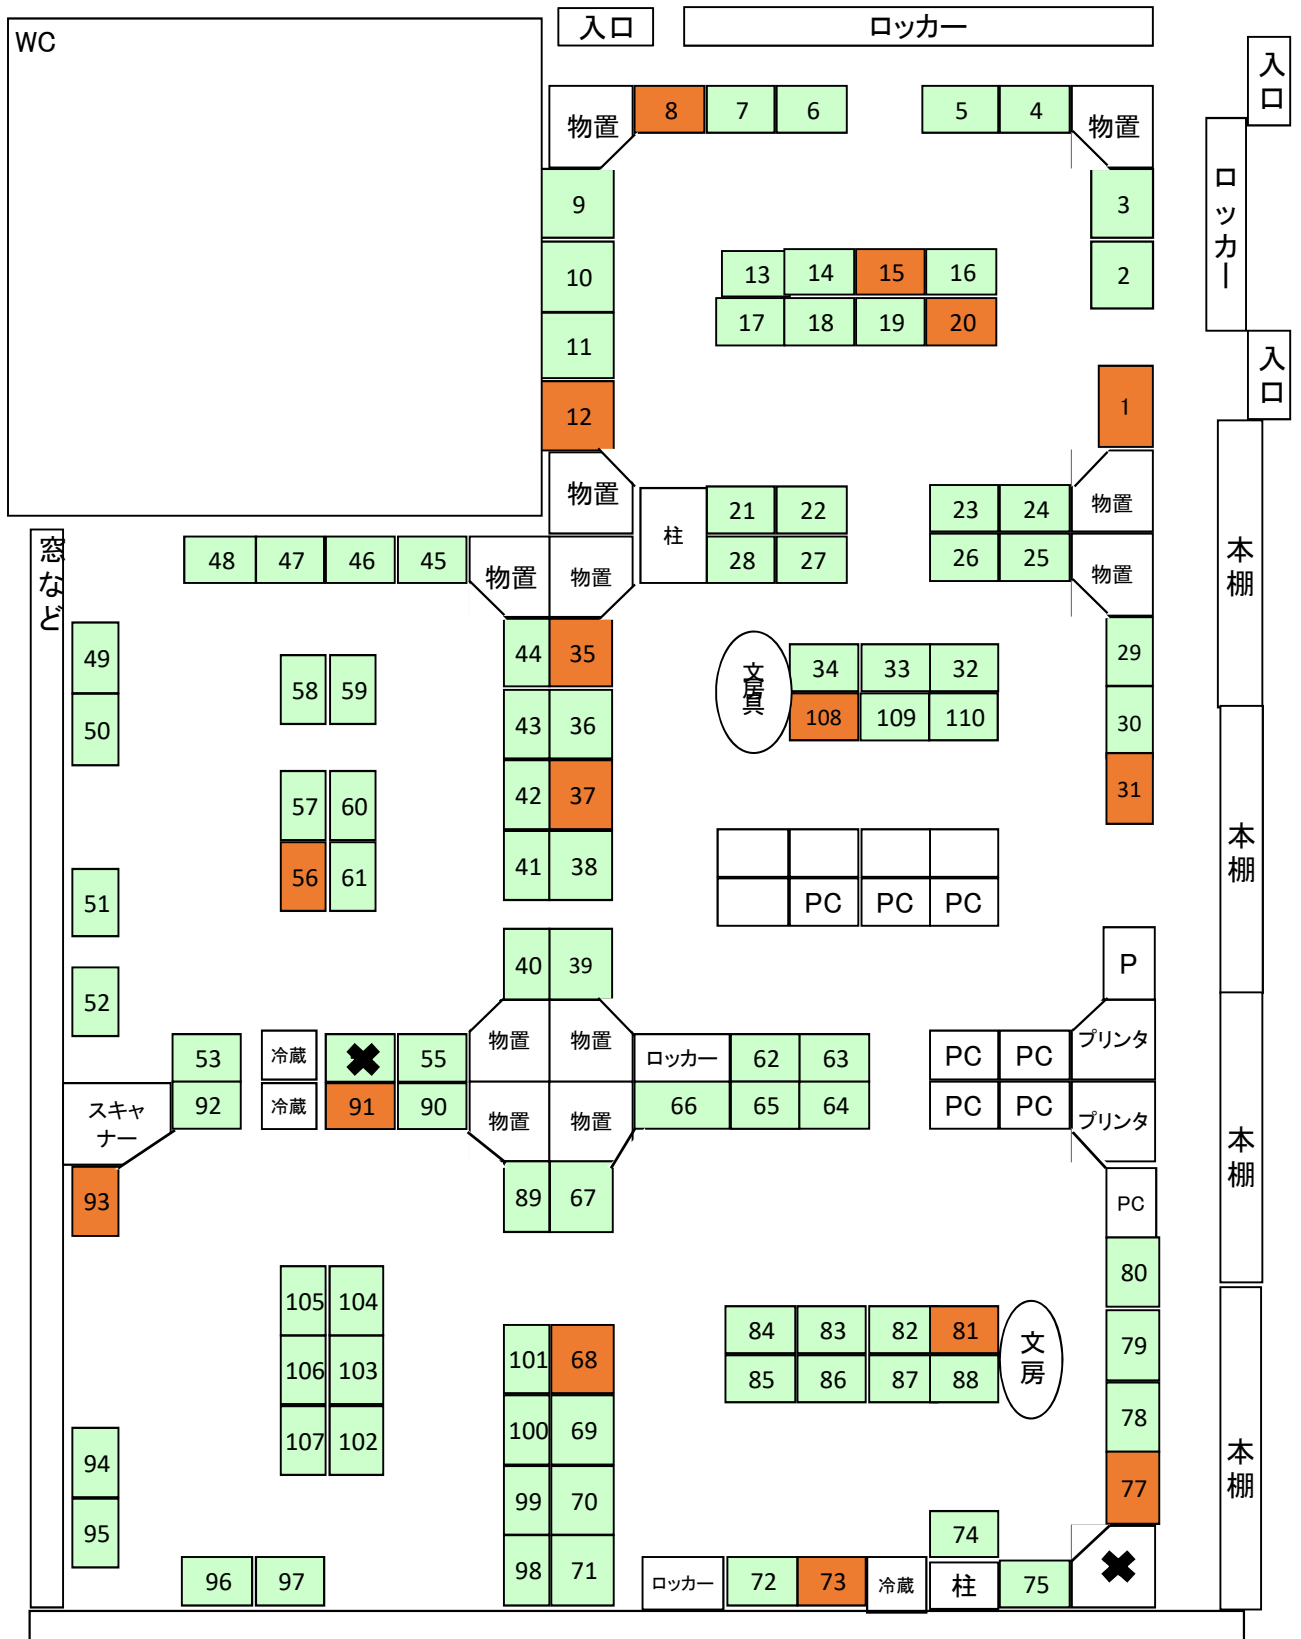 入口 ロッカー
WC
入口
物置 8 7 6 5 4 物置
ロッカー
9 3
10 13 14 15 16 2
17 18 19 20
11
入口
12 1
物置 柱 21 22 23 24 物置
48 47 46 45 物置 物置 28 27 26 25 物置
本棚
窓など
49 44 35 文房具 34 33 32 29
58 59
50 43 36 108 109 110 30
57 60 42 37 31
本棚
56 61 41 38
51 PC PC PC
40 39 P
52
53 冷蔵 55 物置 物置 ロッカー 62 63 PC PC プリンタ
スキャナー 92 冷蔵 91 90 物置 物置 66 65 64 PC PC プリンタ
本棚
93 89 67 PC
80
105 104
84 83 82 81 文房 79
106 103 101 68
85 86 87 88
107 102 100 69 78
94
本棚
99 70 77
95 74
96 97 98 71 ロッカー 72 73 冷蔵 柱 75